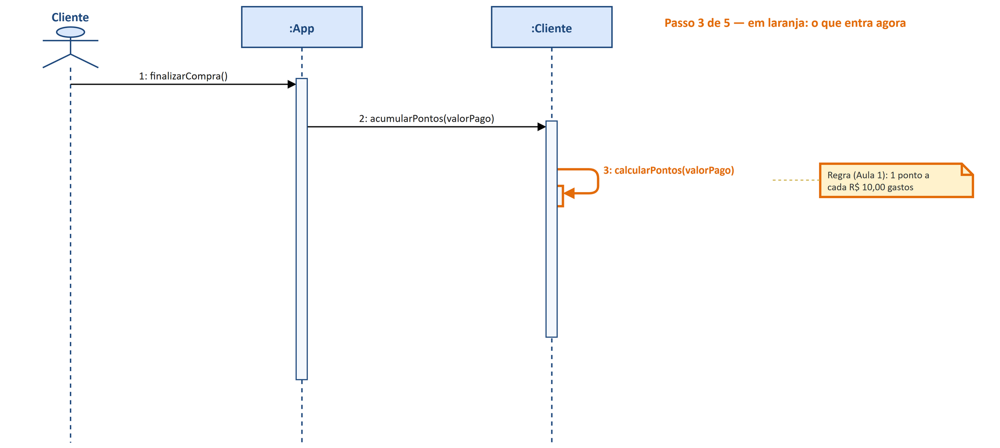 Cliente
:App
:Cliente
Passo 3 de 5 — em laranja: o que entra agora
1: finalizarCompra()
2: acumularPontos(valorPago)
3: calcularPontos(valorPago)
Regra (Aula 1): 1 ponto a
cada R$ 10,00 gastos